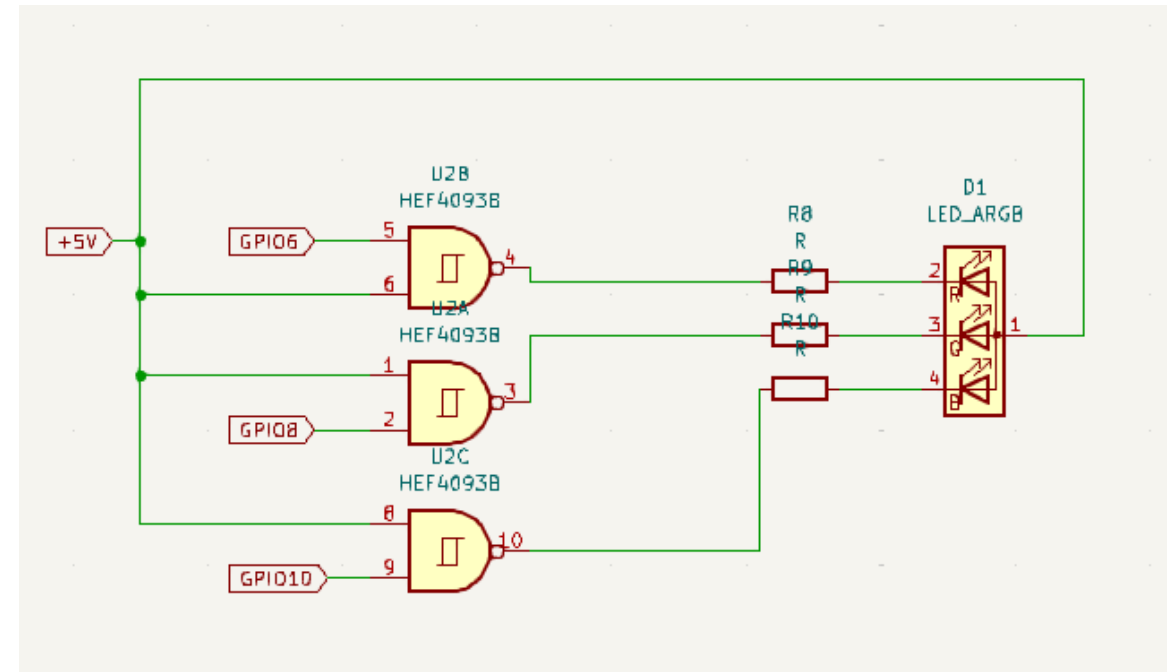 U2B
HEF4093B
D1
LED_ARGB
R8
R
+5V
GPIO6
5
4
6
R9
R
2
R
U2A
HEF4093B
R10
R
3
G
1
1
3
4
B
GPIO8
2
U2C
HEF4093B
8
10
GPIO10
9